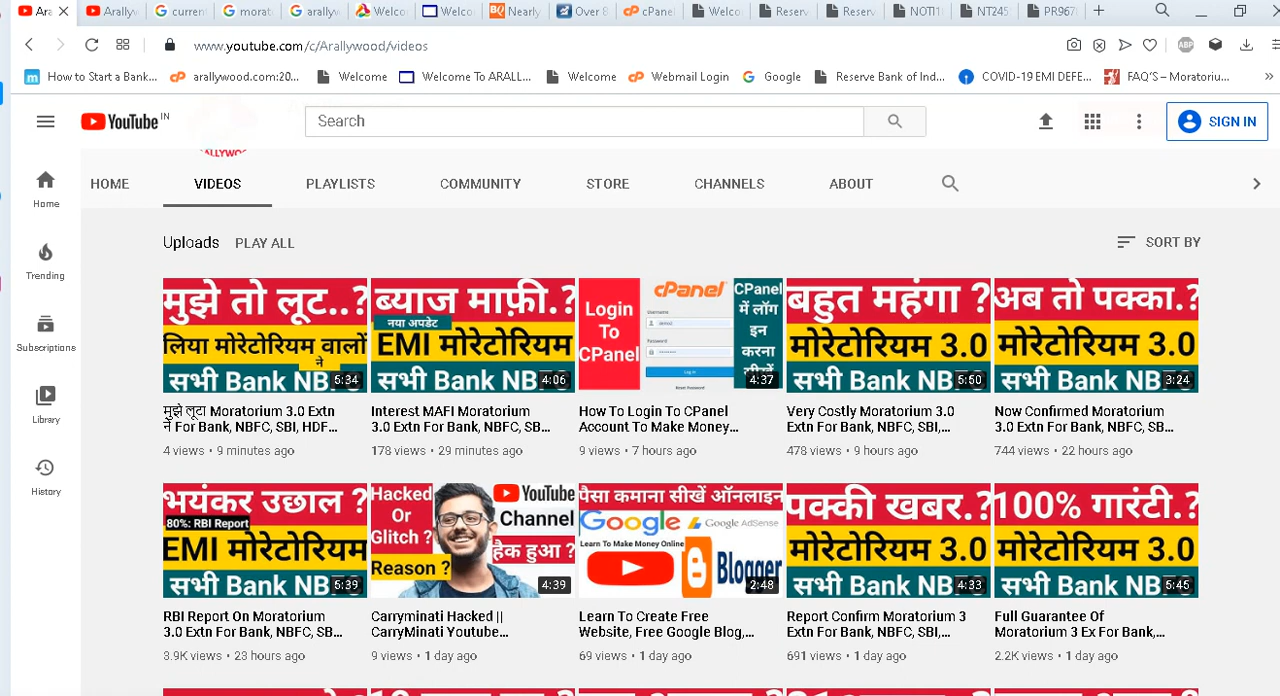 Ara
Arally
current
morat
arallyw
Welco
Welco
Nearly
Over 8
cPane
Welco
Reserv
Reserv
NOTI1
NT245
PR967
www.youtube.com/c/Arallywood/videos
How to Start a Bank...
arallywood.com:20...
Welcome
Welcome To ARALL...
Welcome
Webmail Login
Google
Reserve Bank of Ind...
COVID-19 EMI DEFE...
FAQ'S – Moratoriu...
YouTube IN
Search
SIGN IN
ALLYWO
HOME
VIDEOS
PLAYLISTS
COMMUNITY
STORE
CHANNELS
ABOUT
Home
Trending
Subscriptions
Library
History
Uploads
PLAY ALL
SORT BY
मुझे तो लूट..?
लिया मोरेटोरियम वालों
ने
सभी Bank NB
5:34
ब्याज माफ़ी.?
नया अपडेट
EMI मोरेटोरियम
सभी Bank NB
4:06
Login
To
CPanel
cPanel
Username
Password
Log in
Reset Password
CPanel
में लॉग
इन
करना
सीखें
4:37
बहुत महंगा ?
मोरेटोरियम 3.0
सभी Bank NB
5:50
अब तो पक्का.?
मोरेटोरियम 3.0
सभी Bank NB
3:24
मुझे लूटा Moratorium 3.0 Extn
ने For Bank, NBFC, SBI, HDF...
4 views • 9 minutes ago
Interest MAFI Moratorium
3.0 Extn For Bank, NBFC, SB...
178 views • 29 minutes ago
How To Login To CPanel
Account To Make Money...
9 views • 7 hours ago
Very Costly Moratorium 3.0
Extn For Bank, NBFC, SBI,...
478 views • 9 hours ago
Now Confirmed Moratorium
3.0 Extn For Bank, NBFC, SB...
744 views • 22 hours ago
भयंकर उछाल ?
80%: RBI Report
EMI मोरेटोरियम
सभी Bank NB
5:39
Hacked
Or
Glitch ?
Reason ?
YouTube
Channel
हैक हुआ ?
4:39
पैसा कमाना सीखें ऑनलाइन
Google
Google AdSense
Learn To Make Money Online
Blogger
2:48
पक्की खबर.?
मोरेटोरियम 3.0
सभी Bank NB
4:33
100% गारंटी.?
मोरेटोरियम 3.0
सभी Bank NB
5:45
RBI Report On Moratorium
3.0 Extn For Bank, NBFC, SB...
3.9K views • 23 hours ago
Carryminati Hacked ||
CarryMinati Youtube...
9 views • 1 day ago
Learn To Create Free
Website, Free Google Blog,...
69 views • 1 day ago
Report Confirm Moratorium 3
Extn For Bank, NBFC, SBI,...
691 views • 1 day ago
Full Guarantee Of
Moratorium 3 Ex For Bank,...
2.2K views • 1 day ago